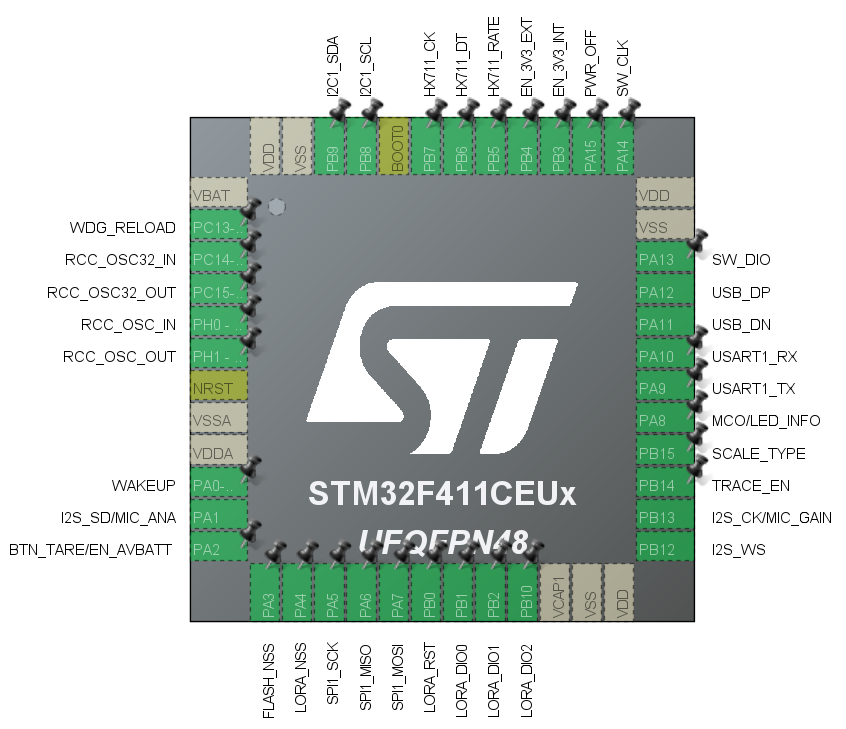 I2C1_SDA
I2C1_SCL
HX711_CK
HX711_DT
HX711_RATE
EN_3V3_EXT
EN_3V3_INT
PWR_OFF
SW_CLK
VDD
VSS
PB9
PB8
BOOT0
PB7
PB6
PB5
PB4
PB3
PA15
PA14
VBAT
VDD
VSS
WDG_RELOAD PC13-..
PA13 SW_DIO
RCC_OSC32_IN PC14-..
PA12 USB_DP
RCC_OSC32_OUT PC15-..
PA11 USB_DN
RCC_OSC_IN PH0 - ..
PA10 USART1_RX
RCC_OSC_OUT PH1 - ..
PA9 USART1_TX
NRST
PA8 MCO/LED_INFO
VSSA
PB15 SCALE_TYPE
VDDA
PB14 TRACE_EN
WAKEUP PA0-..
PB13 I2S_CK/MIC_GAIN
I2S_SD/MIC_ANA PA1
PB12 I2S_WS
BTN_TARE/EN_AVBATT PA2
ST
STM32F411CEUx
UFQFPN48
PA3
PA4
PA5
PA6
PA7
PB0
PB1
PB2
PB10
VCAP1
VSS
VDD
FLASH_NSS
LORA_NSS
SPI1_SCK
SPI1_MISO
SPI1_MOSI
LORA_RST
LORA_DIO0
LORA_DIO1
LORA_DIO2